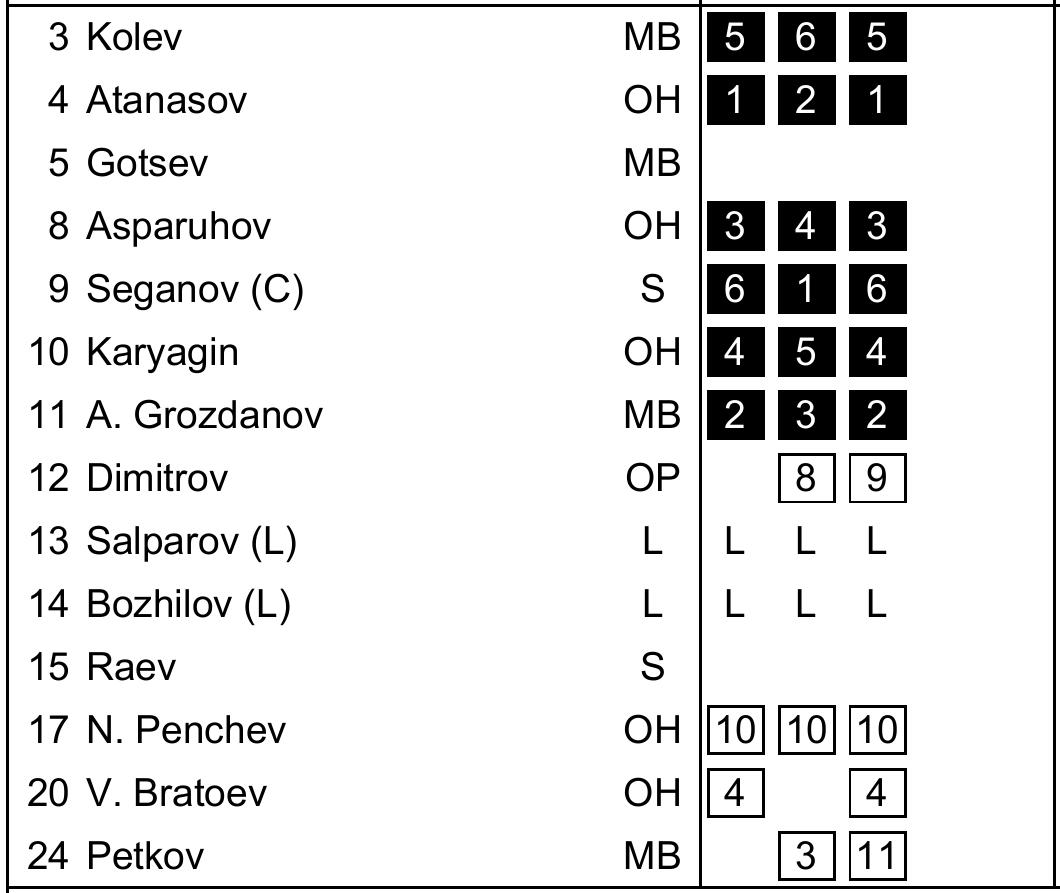 3 Kolev MB 5 6 5
4 Atanasov OH 1 2 1
5 Gotsev MB
8 Asparuhov OH 3 4 3
9 Seganov (C) S 6 1 6
10 Karyagin OH 4 5 4
11 A. Grozdanov MB 2 3 2
12 Dimitrov OP 8 9
13 Salparov (L) L L L L
14 Bozhilov (L) L L L L
15 Raev S
17 N. Penchev OH 10 10 10
20 V. Bratoev OH 4 4
24 Petkov MB 3 11